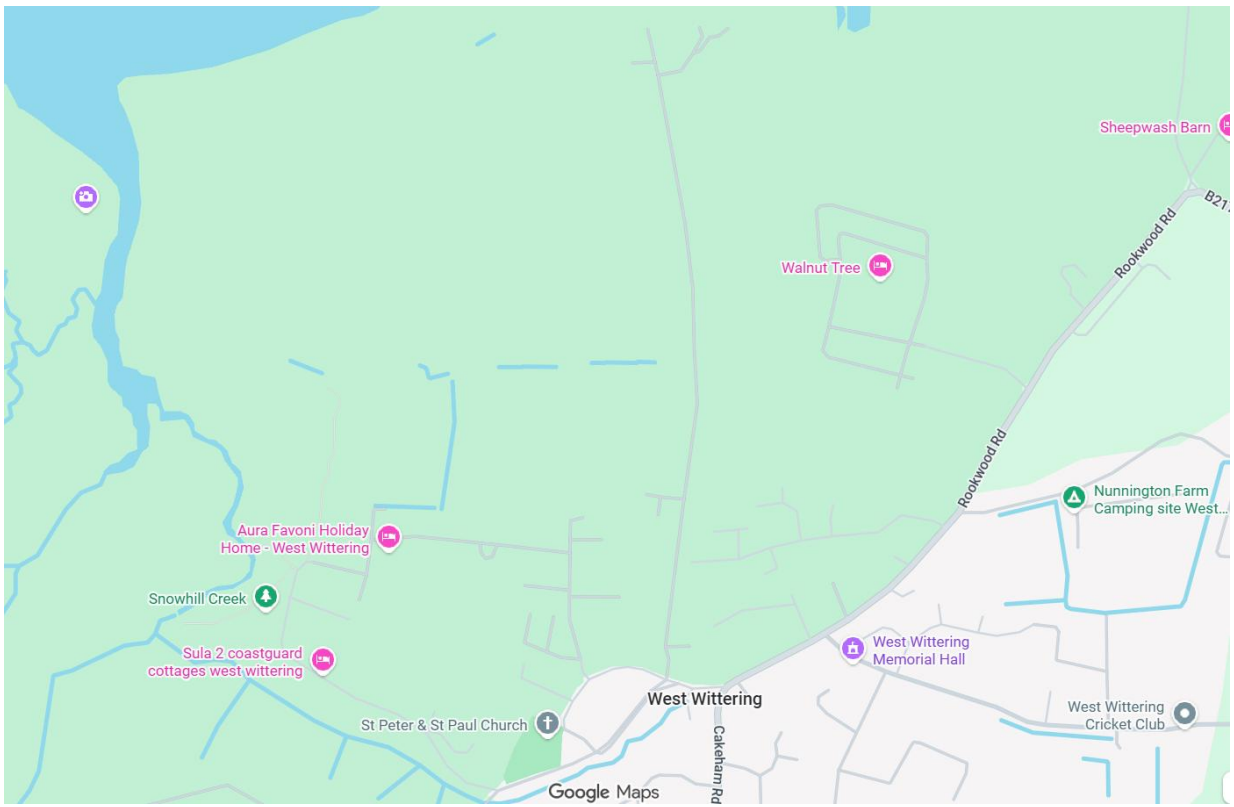 Sheepwash Barn
B21
Rookwood Rd
Walnut Tree
Rookwood Rd
Nunnington Farm
Camping site West...
Aura Favoni Holiday
Home - West Wittering
Snowhill Creek
Sula 2 coastguard
cottages west wittering
West Wittering
Memorial Hall
West Wittering
St Peter & St Paul Church
West Wittering
Cricket Club
Cakeham Rd
Google Maps